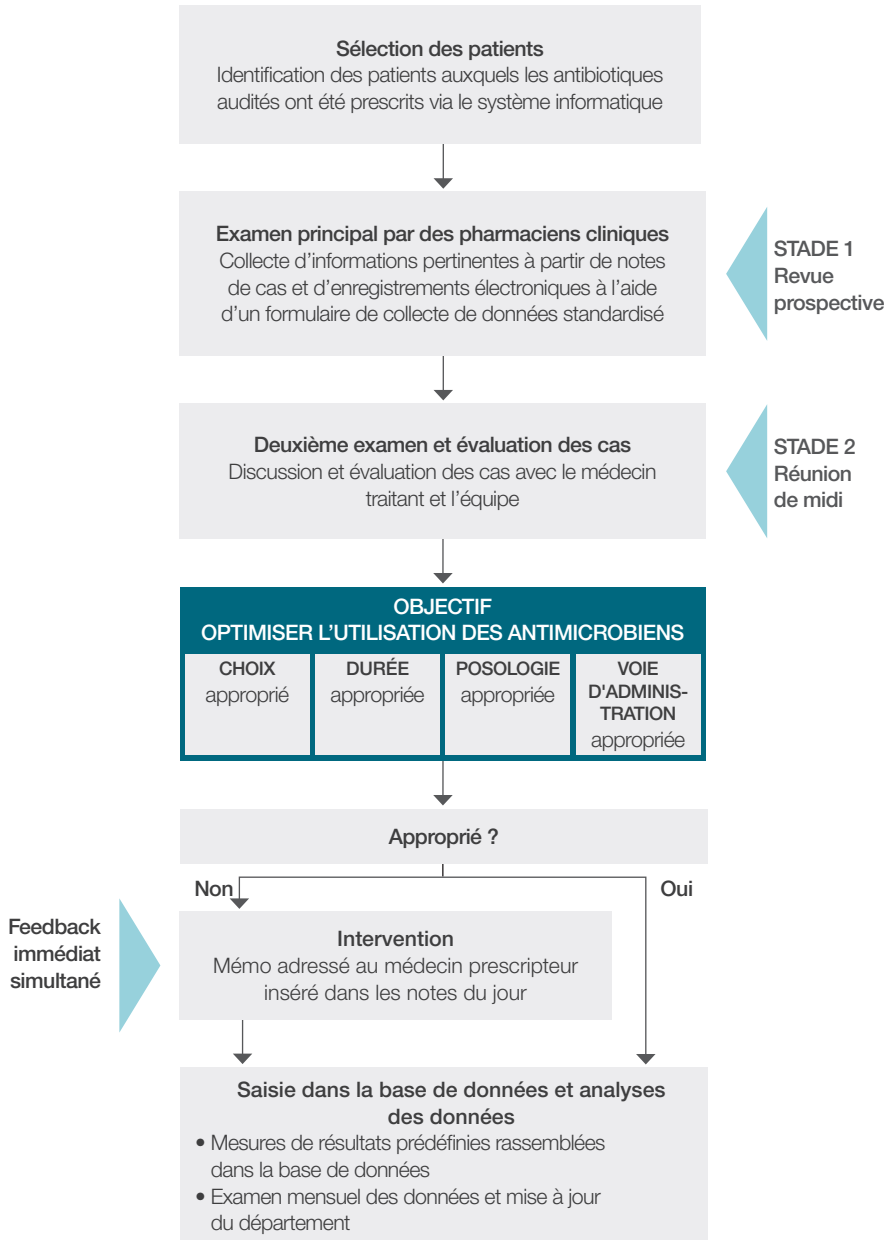 Sélection des patients
Identification des patients auxquels les antibiotiques
audités ont été prescrits via le système informatique
Examen principal par des pharmaciens cliniques
Collecte d'informations pertinentes à partir de notes
de cas et d'enregistrements électroniques à l'aide
d'un formulaire de collecte de données standardisé
STADE 1
Revue
prospective
Deuxième examen et évaluation des cas
Discussion et évaluation des cas avec le médecin
traitant et l'équipe
STADE 2
Réunion
de midi
OBJECTIF
OPTIMISER L'UTILISATION DES ANTIMICROBIENS
CHOIX
approprié
DURÉE
appropriée
POSOLOGIE
appropriée
VOIE
D'ADMINIS-
TRATION
appropriée
Approprié ?
Non
Oui
Feedback
immédiat
simultané
Intervention
Mémo adressé au médecin prescripteur
inséré dans les notes du jour
Saisie dans la base de données et analyses
des données
• Mesures de résultats prédéfinies rassemblées
dans la base de données
• Examen mensuel des données et mise à jour
du département